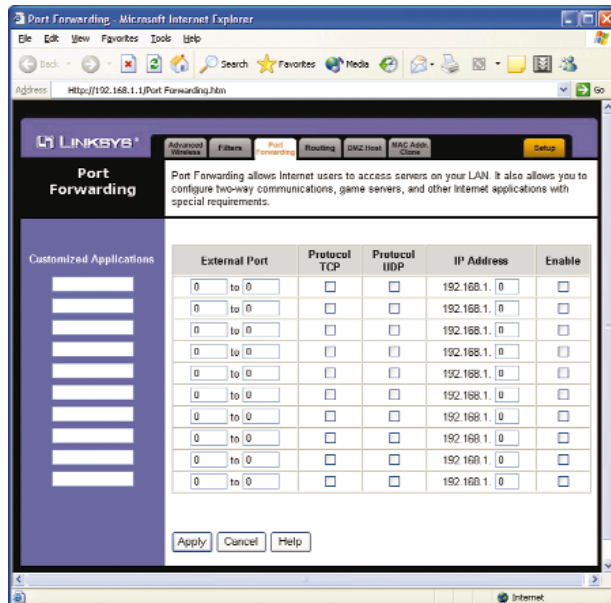 Port Forwarding - Microsoft Internet Explorer
File Edit View Favorites Tools Help
Back Search Favorites Media
Address Http://192.168.1.1/Port Forwarding.htm Go
LINKSYS®
Advanced Wireless Filters Port Forwarding Routing DMZ Host MAC Addr. Clone Setup
Port Forwarding
Port Forwarding allows Internet users to access servers on your LAN. It also allows you to
configure two-way communications, game servers, and other Internet applications with
special requirements.
Customized Applications External Port Protocol TCP Protocol UDP IP Address Enable
0 to 0 192.168.1. 0
0 to 0 192.168.1. 0
0 to 0 192.168.1. 0
0 to 0 192.168.1. 0
0 to 0 192.168.1. 0
0 to 0 192.168.1. 0
0 to 0 192.168.1. 0
0 to 0 192.168.1. 0
0 to 0 192.168.1. 0
0 to 0 192.168.1. 0
Apply Cancel Help
Internet